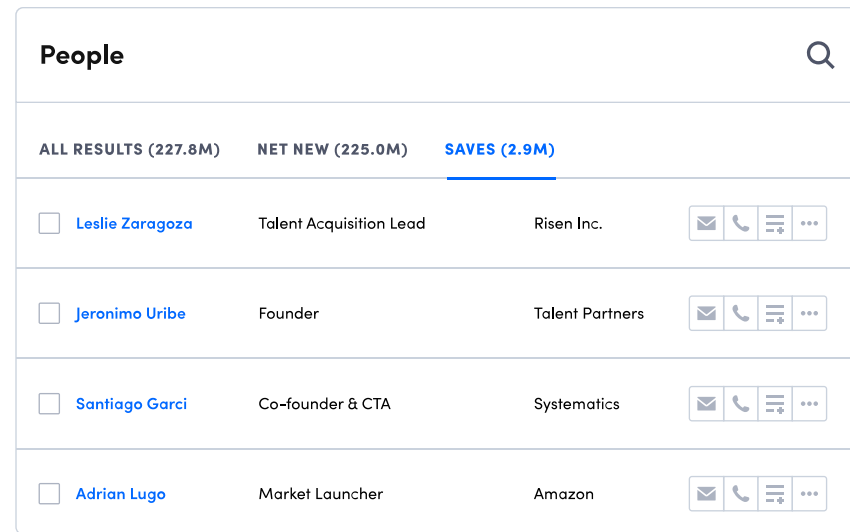 People
ALL RESULTS (227.8M) NET NEW (225.0M) SAVES (2.9M)
Leslie Zaragoza Talent Acquisition Lead Risen Inc.
Jeronimo Uribe Founder Talent Partners
Santiago Garci Co-founder & CTA Systematics
Adrian Lugo Market Launcher Amazon